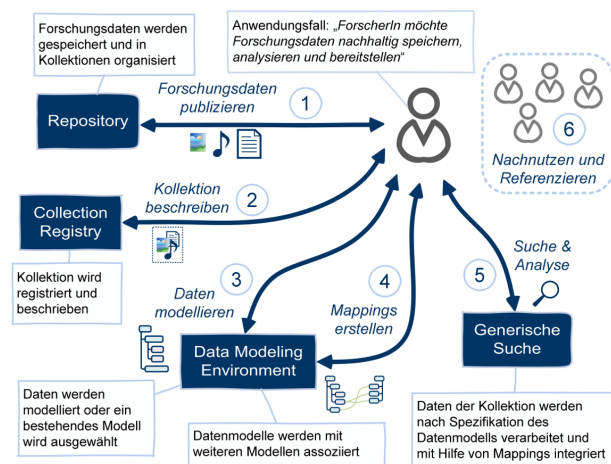 Forschungsdaten werden
gespeichert und in
Kollektionen organisiert
Anwendungsfall: „ForscherIn möchte
Forschungsdaten nachhaltig speichern,
analysieren und bereitstellen“
Forschungsdaten
publizieren
1
Repository
6
Nachnutzen und
Referenzieren
Kollektion
beschreiben
2
Collection
Registry
Kollektion wird
registriert und
beschrieben
3
Daten
modellieren
4
Mappings
erstellen
5
Suche &
Analyse
Data Modeling
Environment
Generische
Suche
Daten werden
modelliert oder ein
bestehendes Modell
wird ausgewählt
Datenmodelle werden mit
weiteren Modellen assoziiert
Daten der Kollektion werden
nach Spezifikation des
Datenmodells verarbeitet und
mit Hilfe von Mappings integriert